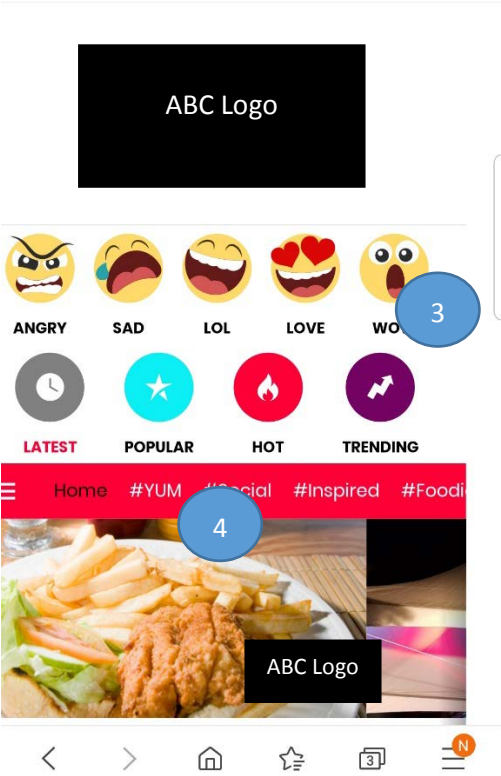 ABC Logo
ANGRY SAD LOL LOVE
3
LATEST POPULAR HOT TRENDING
Home #YUM #Inspired
4
ABC Logo
3 N